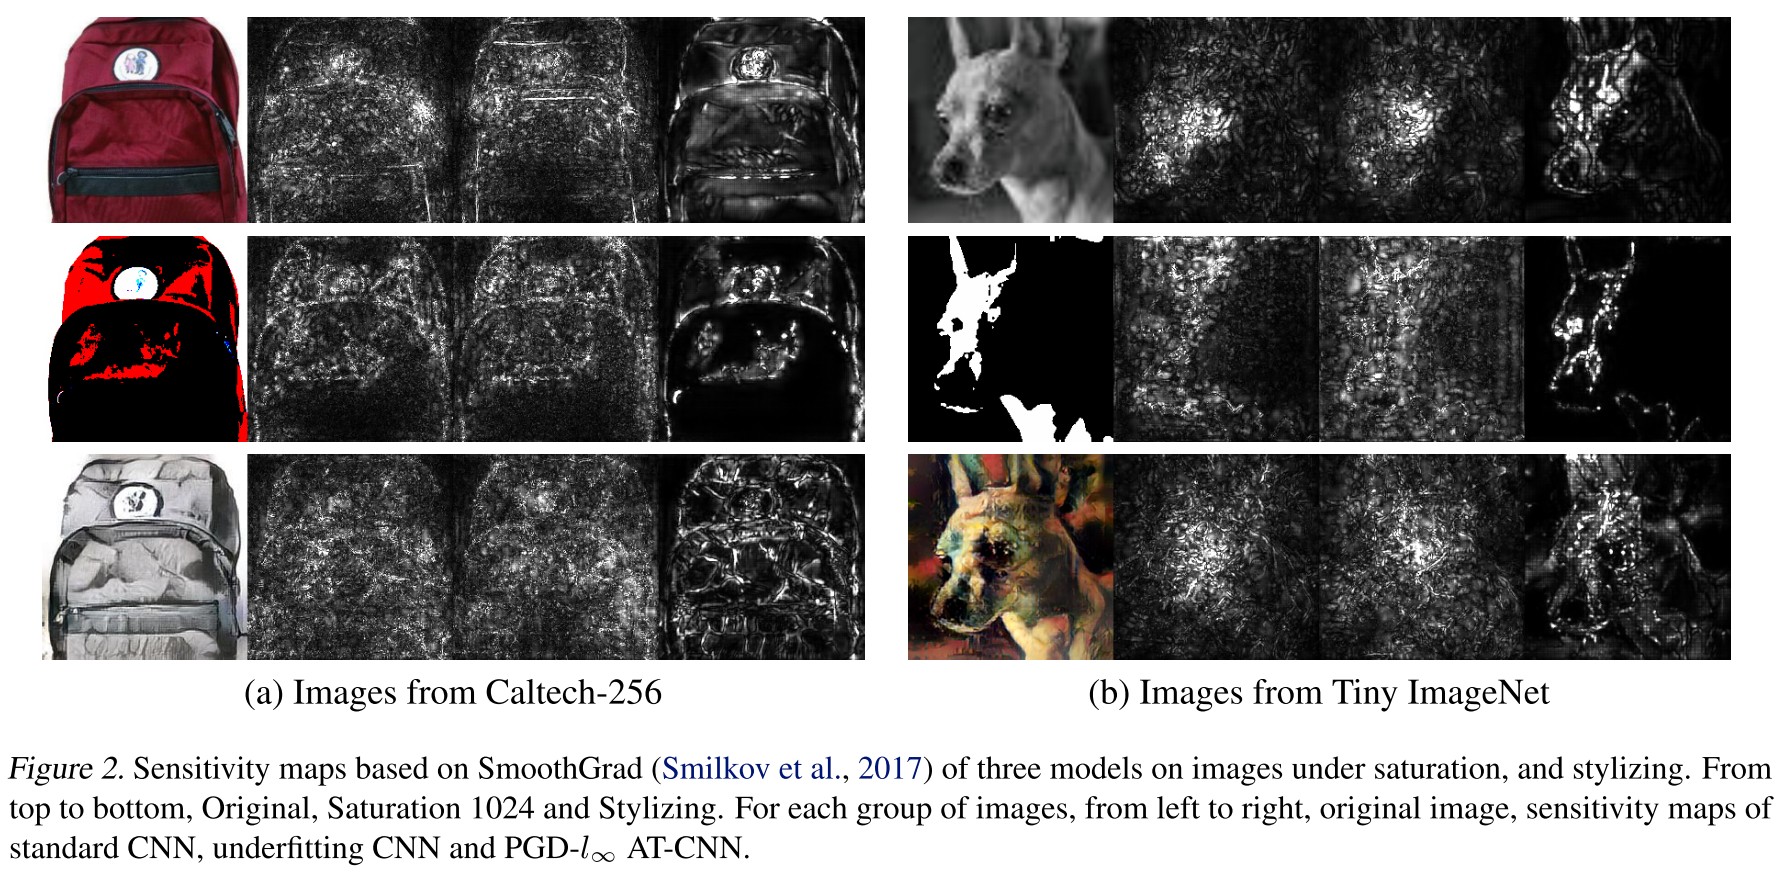 (a) Images from Caltech-256
(b) Images from Tiny ImageNet
Figure 2. Sensitivity maps based on SmoothGrad (Smilkov et al., 2017) of three models on images under saturation, and stylizing. From
top to bottom, Original, Saturation 1024 and Stylizing. For each group of images, from left to right, original image, sensitivity maps of
standard CNN, underfitting CNN and PGD-l∞ AT-CNN.